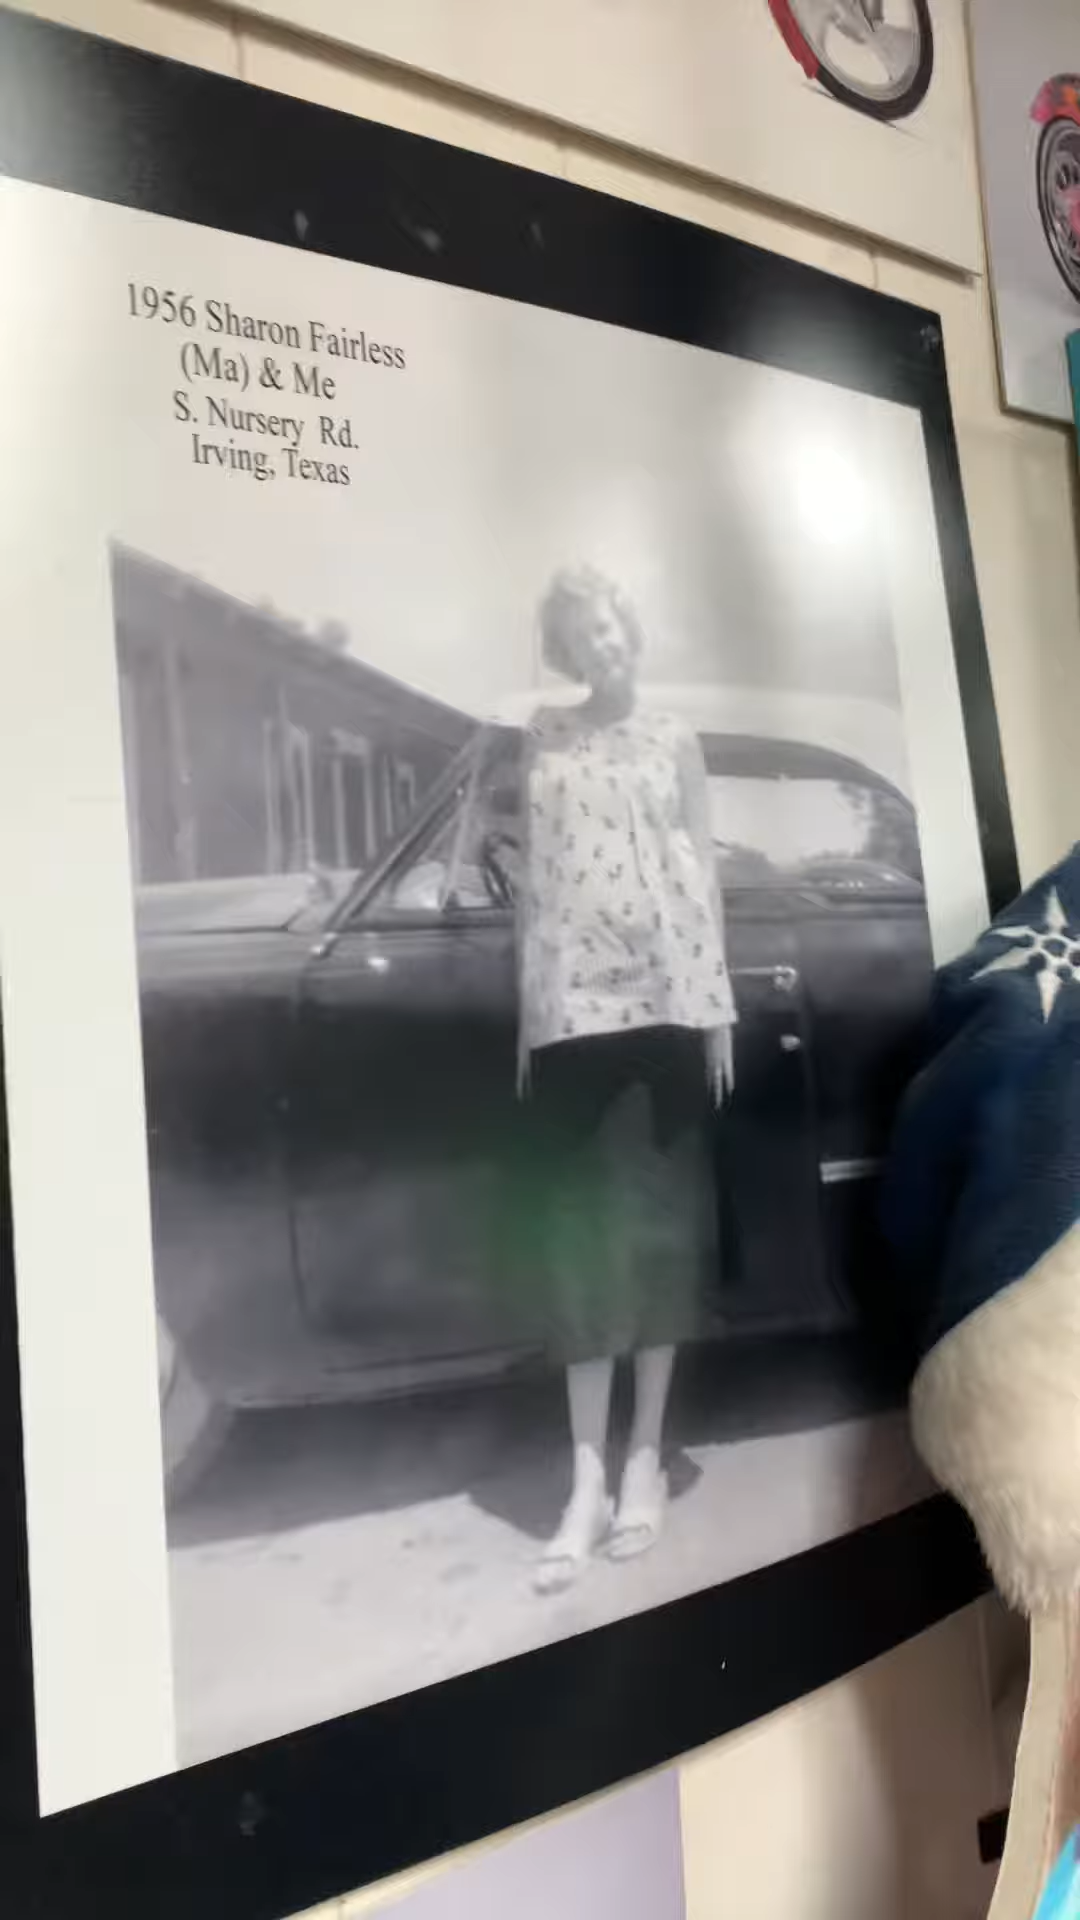 1956 Sharon Fairless
(Ma) & Me
S. Nursery Rd.
Irving, Texas